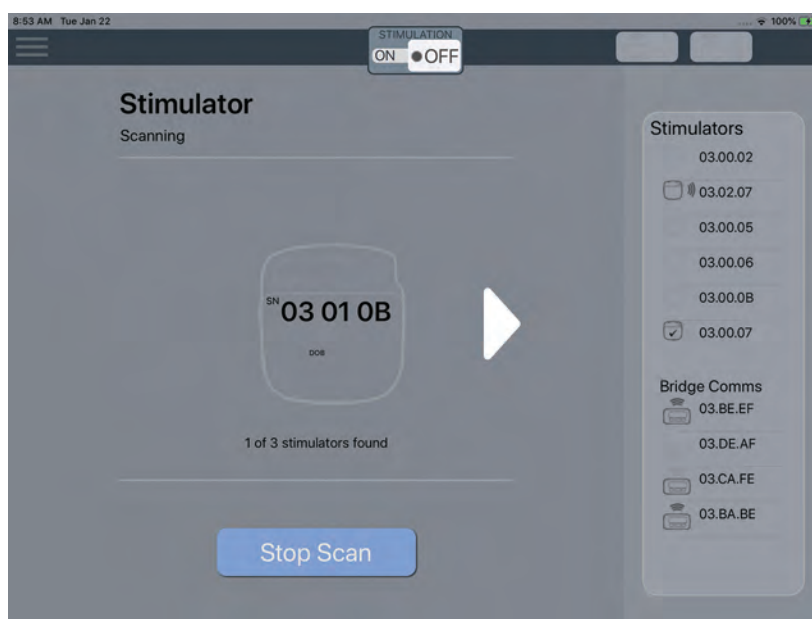 8:53 AM Tue Jan 22
100%
STIMULATION
ON OFF
Stimulator
Scanning
SN 03 01 0B
DOB
1 of 3 stimulators found
Stop Scan
Stimulators
03.00.02
03.02.07
03.00.05
03.00.06
03.00.0B
03.00.07
Bridge Comms
03.BE.EF
03.DE.AF
03.CA.FE
03.BA.BE